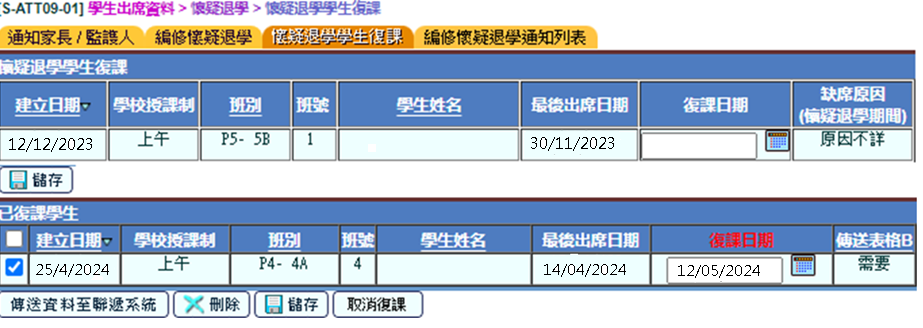 [S-ATT09-01] 學生出席資料 > 懷疑退學 > 懷疑退學學生復課
通知家長 / 監護人 編修懷疑退學 懷疑退學學生復課 編修懷疑退學通知列表
懷疑退學學生復課
建立日期 學校授課制 班別 班號 學生姓名 最後出席日期 復課日期 缺席原因
(懷疑退學期間)
12/12/2023 上午 P5- 5B 1 30/11/2023 原因不詳
儲存
已復課學生
建立日期 學校授課制 班別 班號 學生姓名 最後出席日期 復課日期 傳送表格B
25/4/2024 上午 P4- 4A 4 14/04/2024 12/05/2024 需要
傳送資料至聯遞系統 刪除 儲存 取消復課